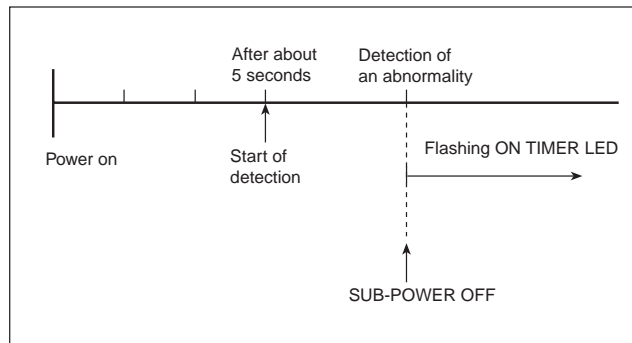 After about
5 seconds
Detection of
an abnormality
Power on
Start of
detection
Flashing ON TIMER LED
SUB-POWER OFF